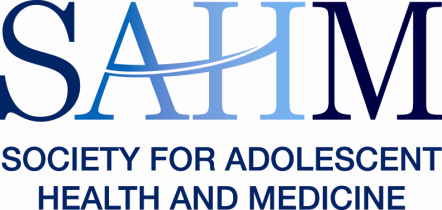 SAHM
SOCIETY FOR ADOLESCENT
HEALTH AND MEDICINE